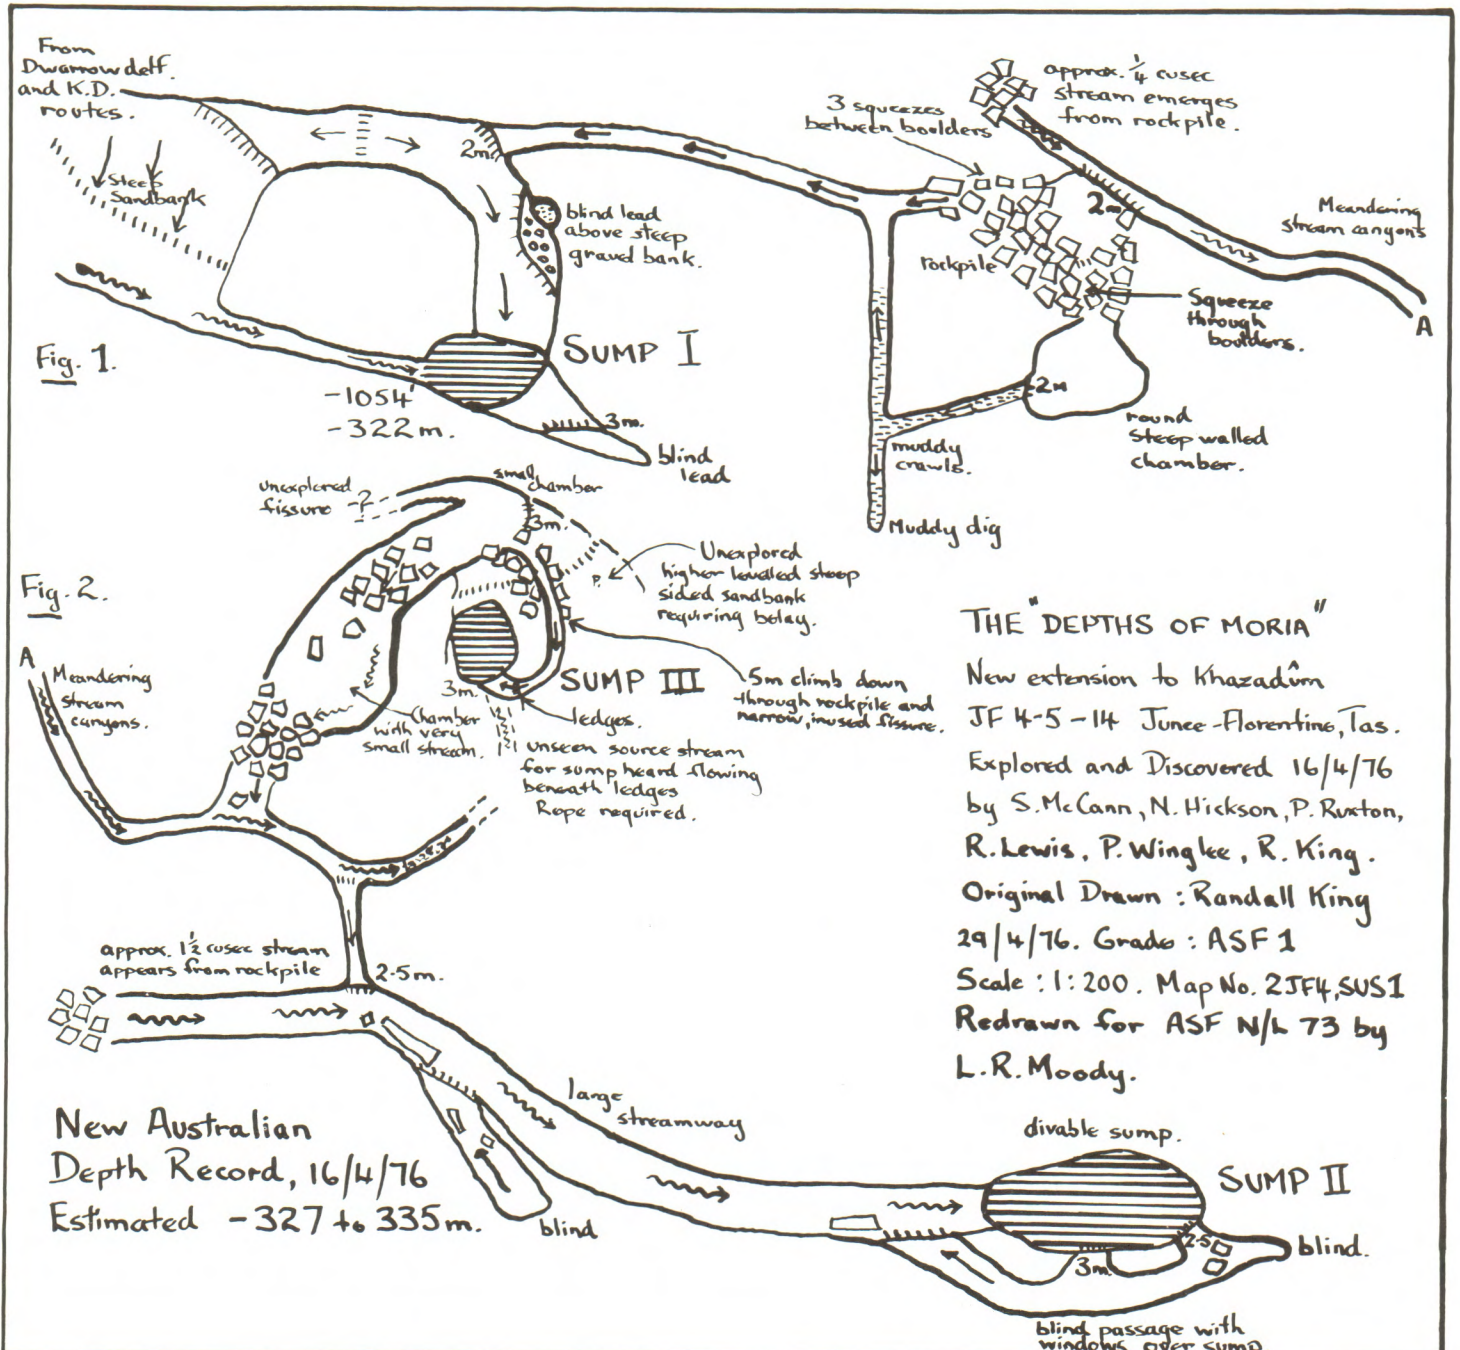 From
Dwarrowdelf
and K.D.
routes.
Steep
Sandbank
2m.
3 squeezes
between boulders
approx. 1/4 cusec
stream emerges
from rockpile.
2m
Meandering
stream canyons
blind lead
above steep
gravel bank.
rockpile
Squeeze
through
boulders.
A
Fig. 1.
SUMP I
-1054'
-322m.
3m.
blind
lead
2m
round
steep walled
chamber.
muddy
crawls.
Muddy dig
Fig. 2.
unexplored
fissure
?
small
chamber
3m.
Unexplored
higher levelled steep
sided sandbank
requiring belay.
A
Meandering
stream
canyons.
SUMP III
3m.
ledges.
5m climb down
through rockpile and
narrow, inused fissure.
Chamber
with very
small stream.
unseen source stream
for sump heard flowing
beneath ledges
Rope required.
THE "DEPTHS OF MORIA"
New extension to Khazadûm
JF 4-5-14 Junee-Florentine, Tas.
Explored and Discovered 16/4/76
by S. McCann, N. Hickson, P. Ruxton,
R. Lewis, P. Winglee, R. King.
Original Drawn : Randall King
29/4/76. Grade : ASF 1
Scale : 1:200. Map No. 2JF4, SUS1
Redrawn for ASF N/L 73 by
L.R. Moody.
approx. 1 1/2 cusec stream
appears from rockpile
2.5m.
large
streamway
New Australian
Depth Record, 16/4/76
Estimated -327 to 335m.
blind
divable sump.
SUMP II
2.5
3m
blind.
blind passage with
windows over sump